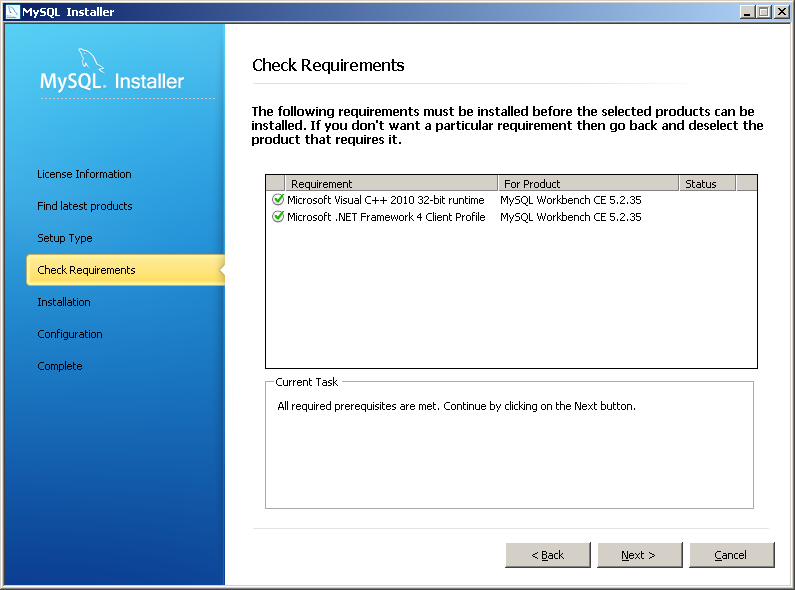 MySQL Installer
MySQL. Installer
License Information
Find latest products
Setup Type
Check Requirements
Installation
Configuration
Complete
Check Requirements
The following requirements must be installed before the selected products can be
installed. If you don't want a particular requirement then go back and deselect the
product that requires it.
Requirement For Product Status
Microsoft Visual C++ 2010 32-bit runtime MySQL Workbench CE 5.2.35
Microsoft .NET Framework 4 Client Profile MySQL Workbench CE 5.2.35
Current Task
All required prerequisites are met. Continue by clicking on the Next button.
< Back Next > Cancel